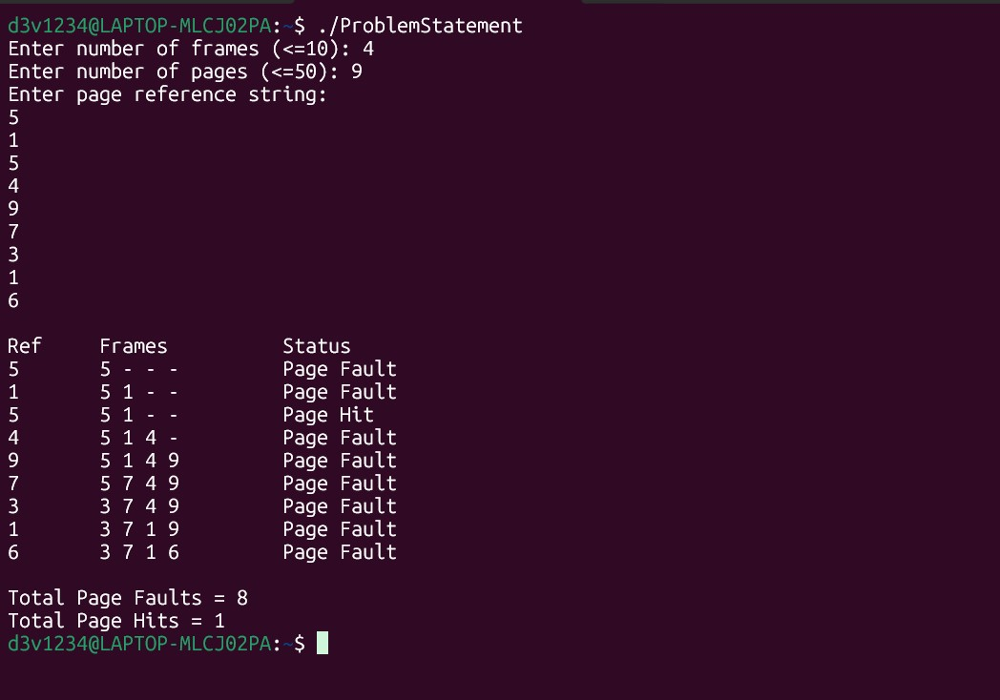 d3v1234@LAPTOP-MLCJ02PA:~$ ./ProblemStatement
Enter number of frames (<=10): 4
Enter number of pages (<=50): 9
Enter page reference string:
5
1
5
4
9
7
3
1
6
Ref Frames Status
5 5 - - - Page Fault
1 5 1 - - Page Fault
5 5 1 - - Page Hit
4 5 1 4 - Page Fault
9 5 1 4 9 Page Fault
7 5 7 4 9 Page Fault
3 3 7 4 9 Page Fault
1 3 7 1 9 Page Fault
6 3 7 1 6 Page Fault
Total Page Faults = 8
Total Page Hits = 1
d3v1234@LAPTOP-MLCJ02PA:~$